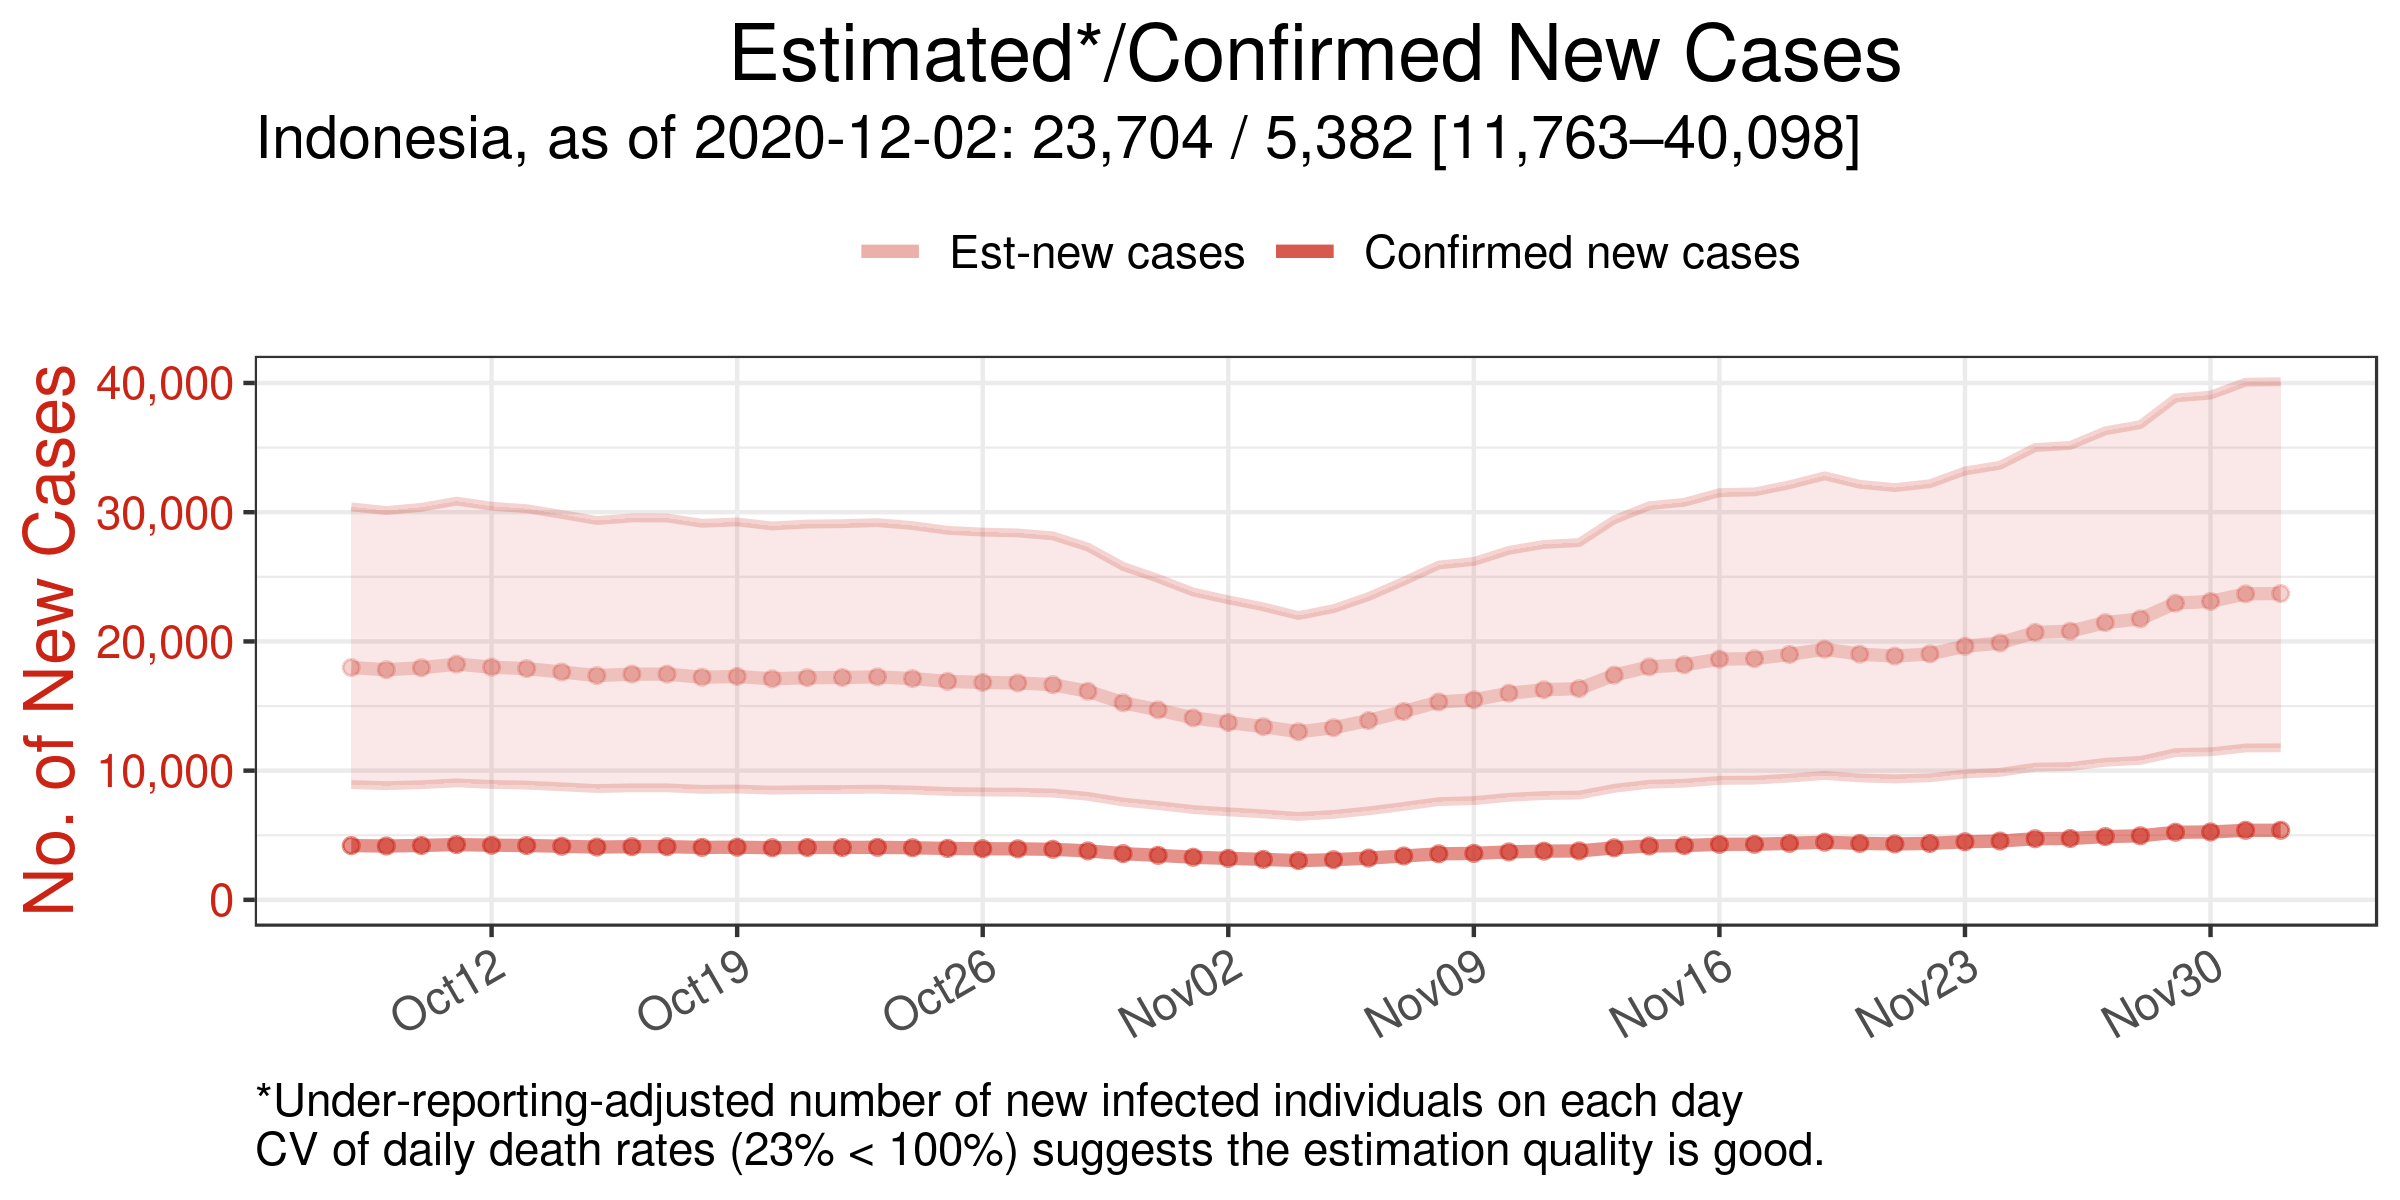 Estimated*/Confirmed New Cases
Indonesia, as of 2020-12-02: 23,704 / 5,382 [11,763–40,098]
Est-new cases
Confirmed new cases
No. of New Cases
40,000
30,000
20,000
10,000
0
Oct12
Oct19
Oct26
Nov02
Nov09
Nov16
Nov23
Nov30
*Under-reporting-adjusted number of new infected individuals on each day
CV of daily death rates (23% < 100%) suggests the estimation quality is good.